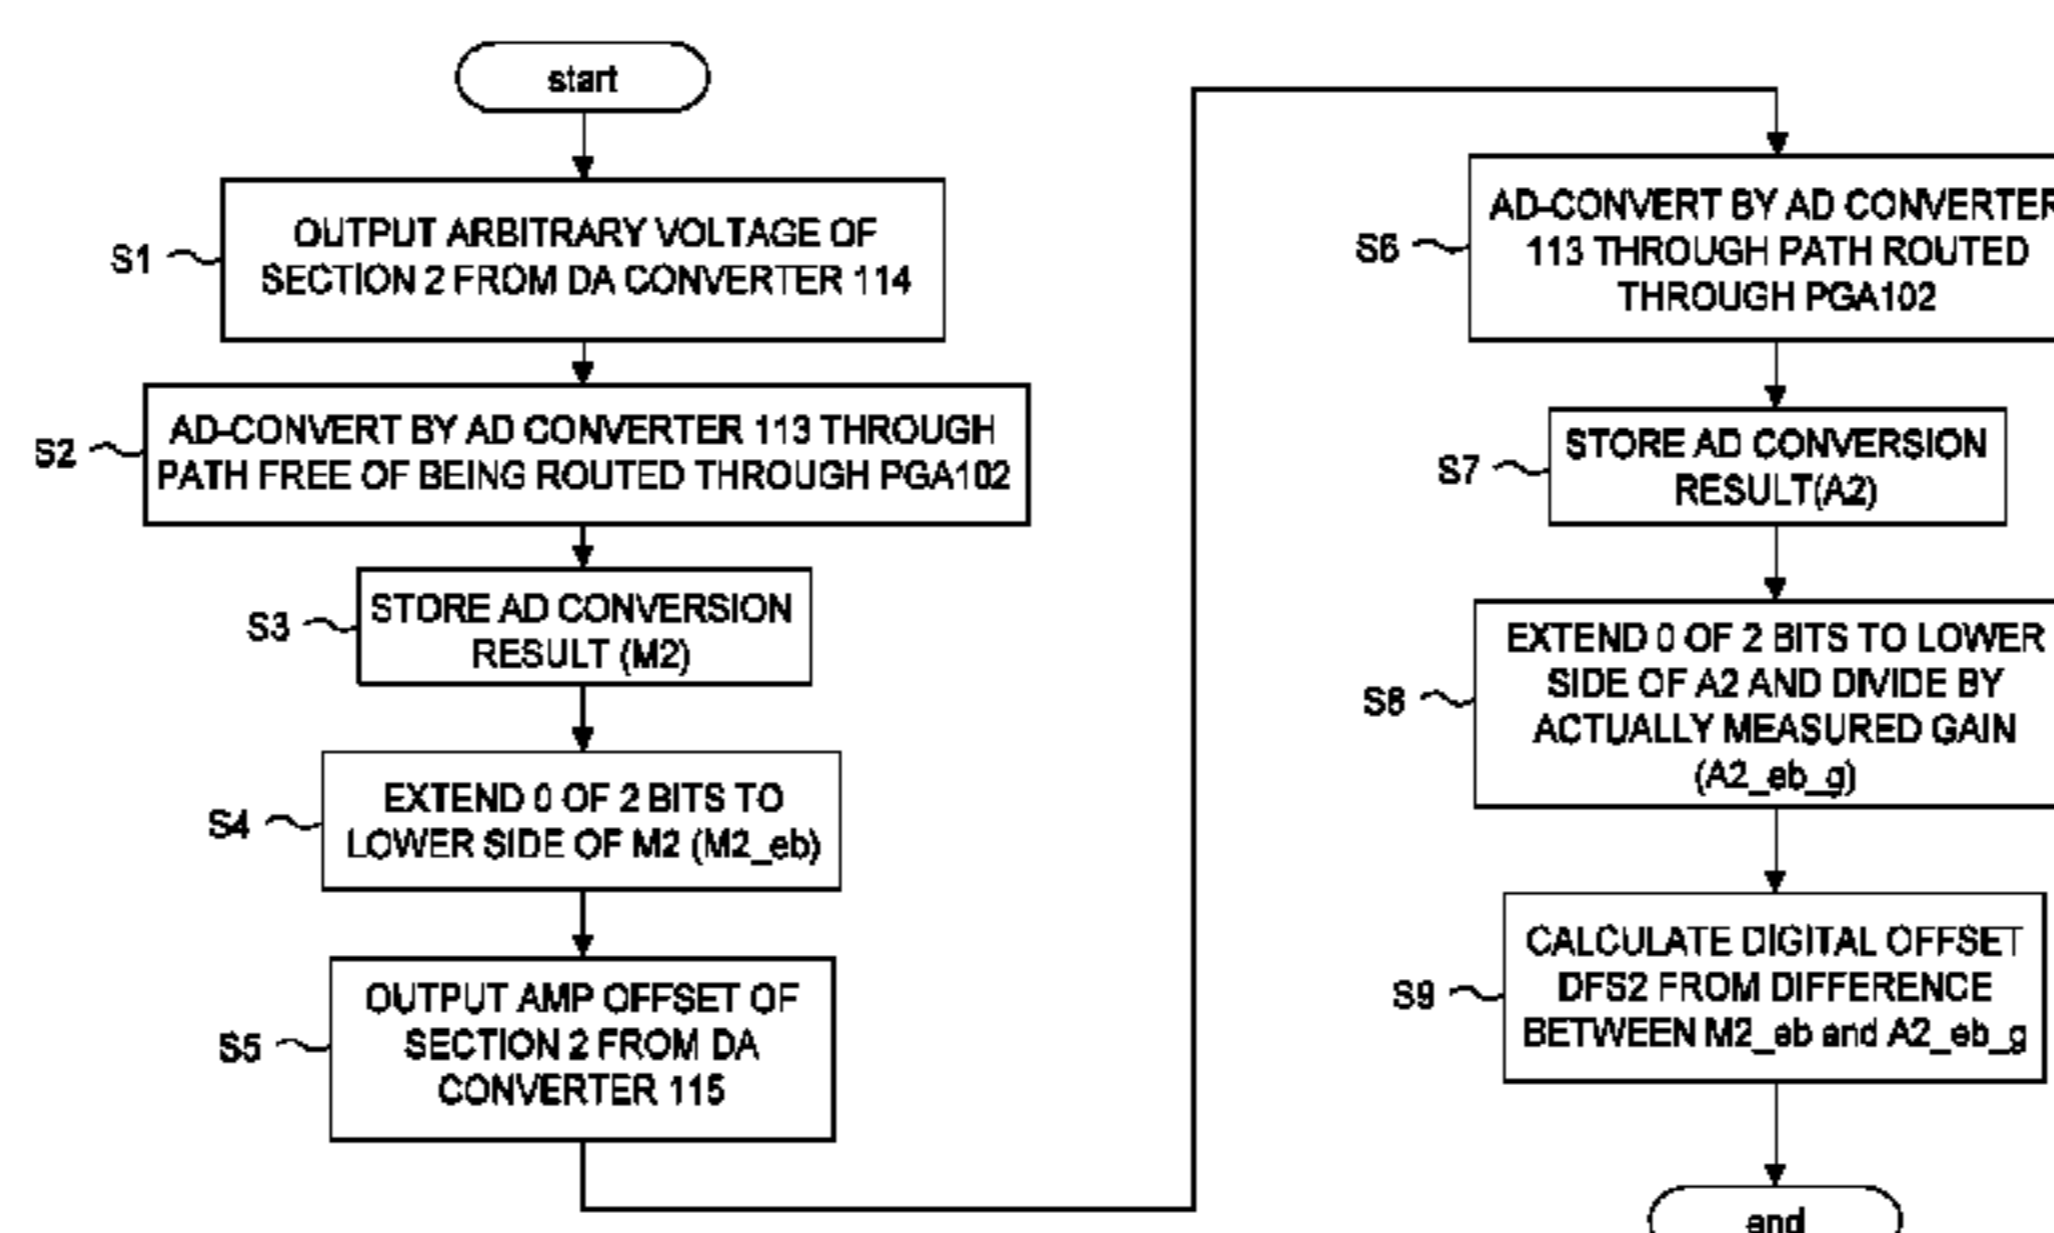 start
S1
OUTPUT ARBITRARY VOLTAGE OF
SECTION 2 FROM DA CONVERTER 114
S2
AD-CONVERT BY AD CONVERTER 113 THROUGH
PATH FREE OF BEING ROUTED THROUGH PGA102
S3
STORE AD CONVERSION
RESULT (M2)
S4
EXTEND 0 OF 2 BITS TO
LOWER SIDE OF M2 (M2_eb)
S5
OUTPUT AMP OFFSET OF
SECTION 2 FROM DA
CONVERTER 115
S6
AD-CONVERT BY AD CONVERTER
113 THROUGH PATH ROUTED
THROUGH PGA102
S7
STORE AD CONVERSION
RESULT(A2)
S8
EXTEND 0 OF 2 BITS TO LOWER
SIDE OF A2 AND DIVIDE BY
ACTUALLY MEASURED GAIN
(A2_eb_g)
S9
CALCULATE DIGITAL OFFSET
DFS2 FROM DIFFERENCE
BETWEEN M2_eb and A2_eb_g
end